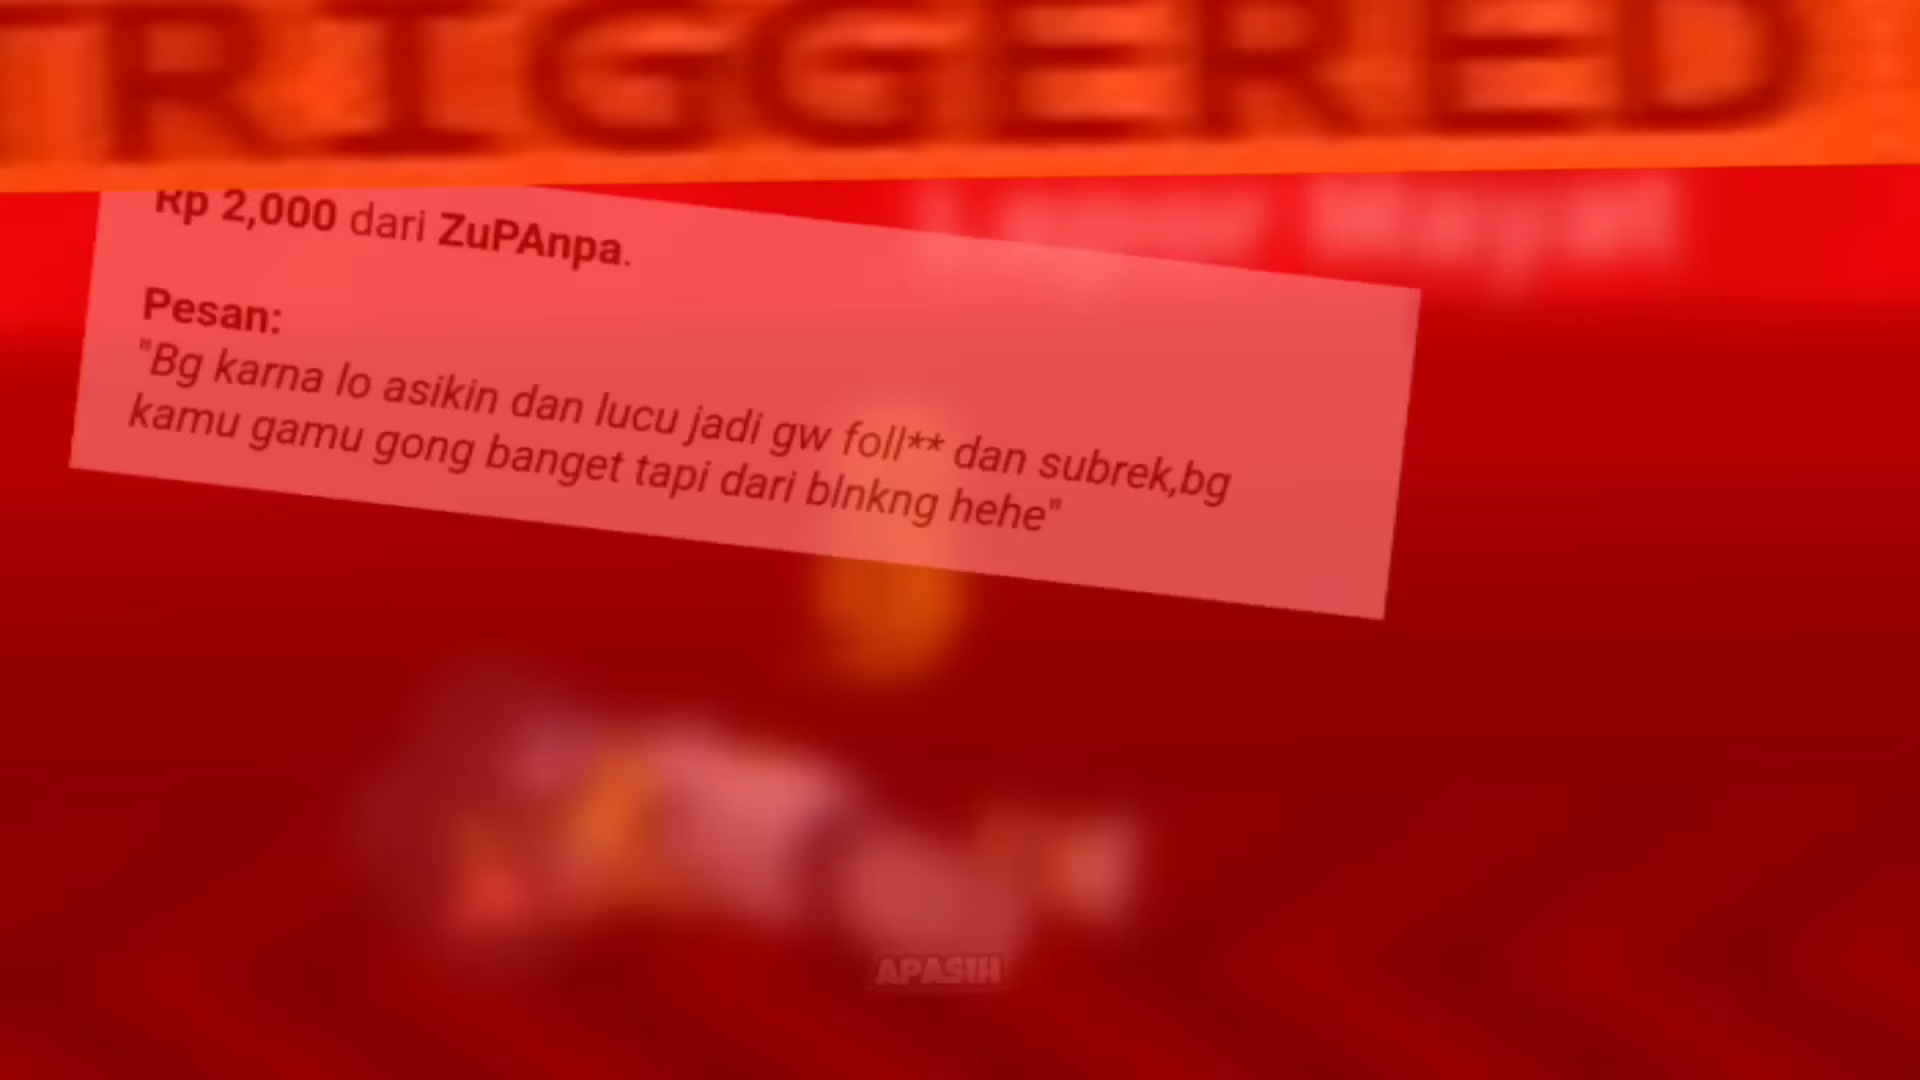 TRIGGERED
Rp 2,000 dari ZuPAnpa.
Pesan:
"Bg karna lo asikin dan lucu jadi gw foll** dan subrek,bg
kamu gamu gong banget tapi dari blnkng hehe"
APASIH